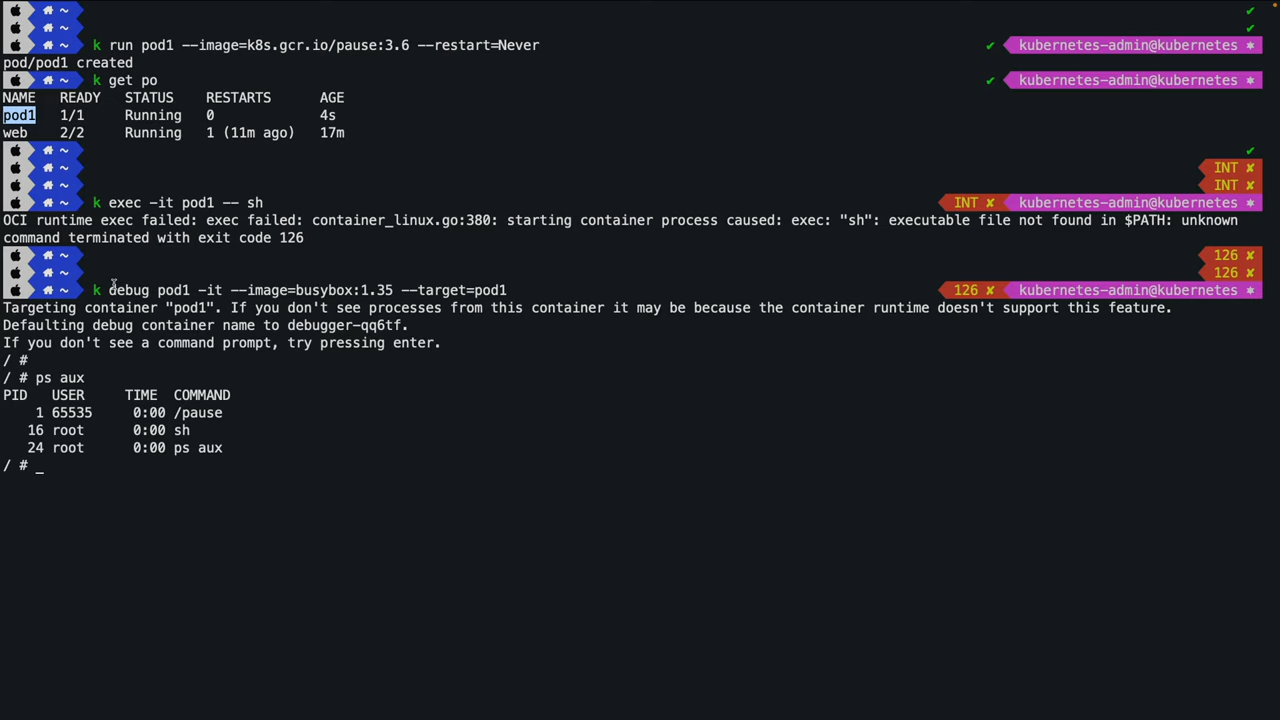 ~ ✔
~ ✔
~ k run pod1 --image=k8s.gcr.io/pause:3.6 --restart=Never ✔ kubernetes-admin@kubernetes
pod/pod1 created
~ k get po ✔ kubernetes-admin@kubernetes
NAME READY STATUS RESTARTS AGE
pod1 1/1 Running 0 4s
web 2/2 Running 1 (11m ago) 17m
~ ✔
~ INT ✘
~ INT ✘
~ k exec -it pod1 -- sh INT ✘ kubernetes-admin@kubernetes
OCI runtime exec failed: exec failed: container_linux.go:380: starting container process caused: exec: "sh": executable file not found in $PATH: unknown
command terminated with exit code 126
~ 126 ✘
~ 126 ✘
~ k debug pod1 -it --image=busybox:1.35 --target=pod1 126 ✘ kubernetes-admin@kubernetes
Targeting container "pod1". If you don't see processes from this container it may be because the container runtime doesn't support this feature.
Defaulting debug container name to debugger-qq6tf.
If you don't see a command prompt, try pressing enter.
/ #
/ # ps aux
PID USER TIME COMMAND
1 65535 0:00 /pause
16 root 0:00 sh
24 root 0:00 ps aux
/ # _